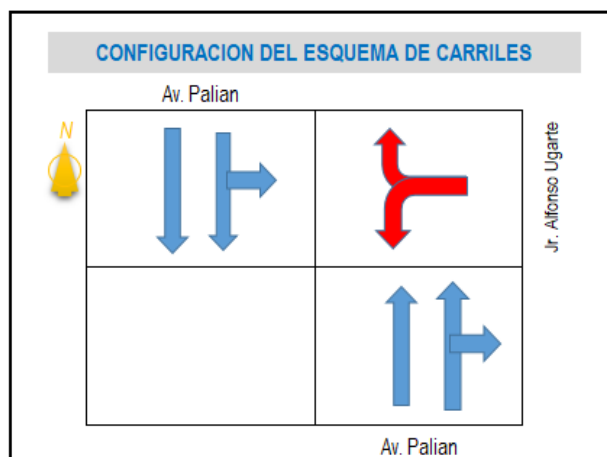 CONFIGURACION DEL ESQUEMA DE CARRILES
Av. Palian
N
Jr. Alfonso Ugarte
Av. Palian